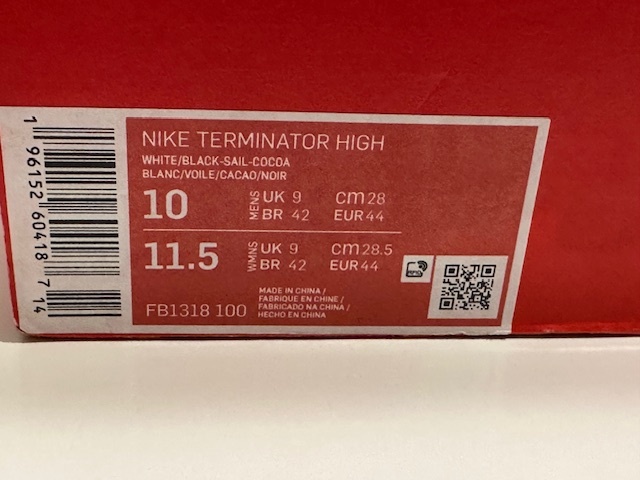 NIKE TERMINATOR HIGH
WHITE/BLACK-SAIL-COCOA
BLANC/VOILE/CACAO/NOIR
10 MENS UK 9 CM 28
BR 42 EUR 44
11.5 WMNS UK 9 CM 28.5
BR 42 EUR 44
FB1318 100
MADE IN CHINA /
FABRIQUE EN CHINE /
FABRICADO NA CHINA /
HECHO EN CHINA
1 96152 60418 7 14